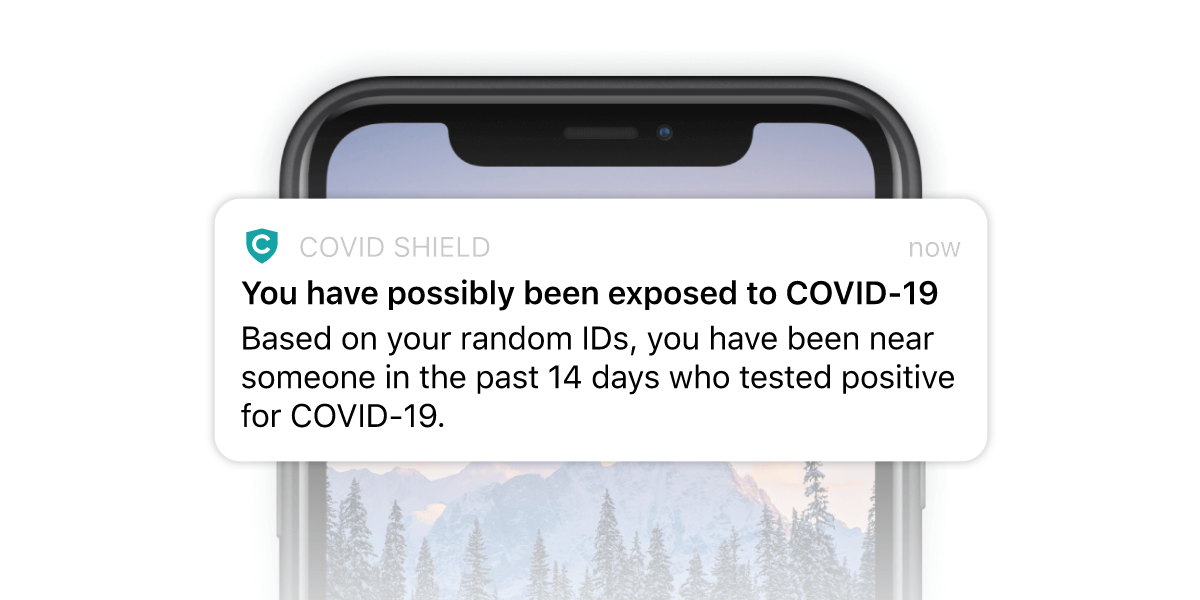 C
COVID SHIELD
now
You have possibly been exposed to COVID-19
Based on your random IDs, you have been near
someone in the past 14 days who tested positive
for COVID-19.